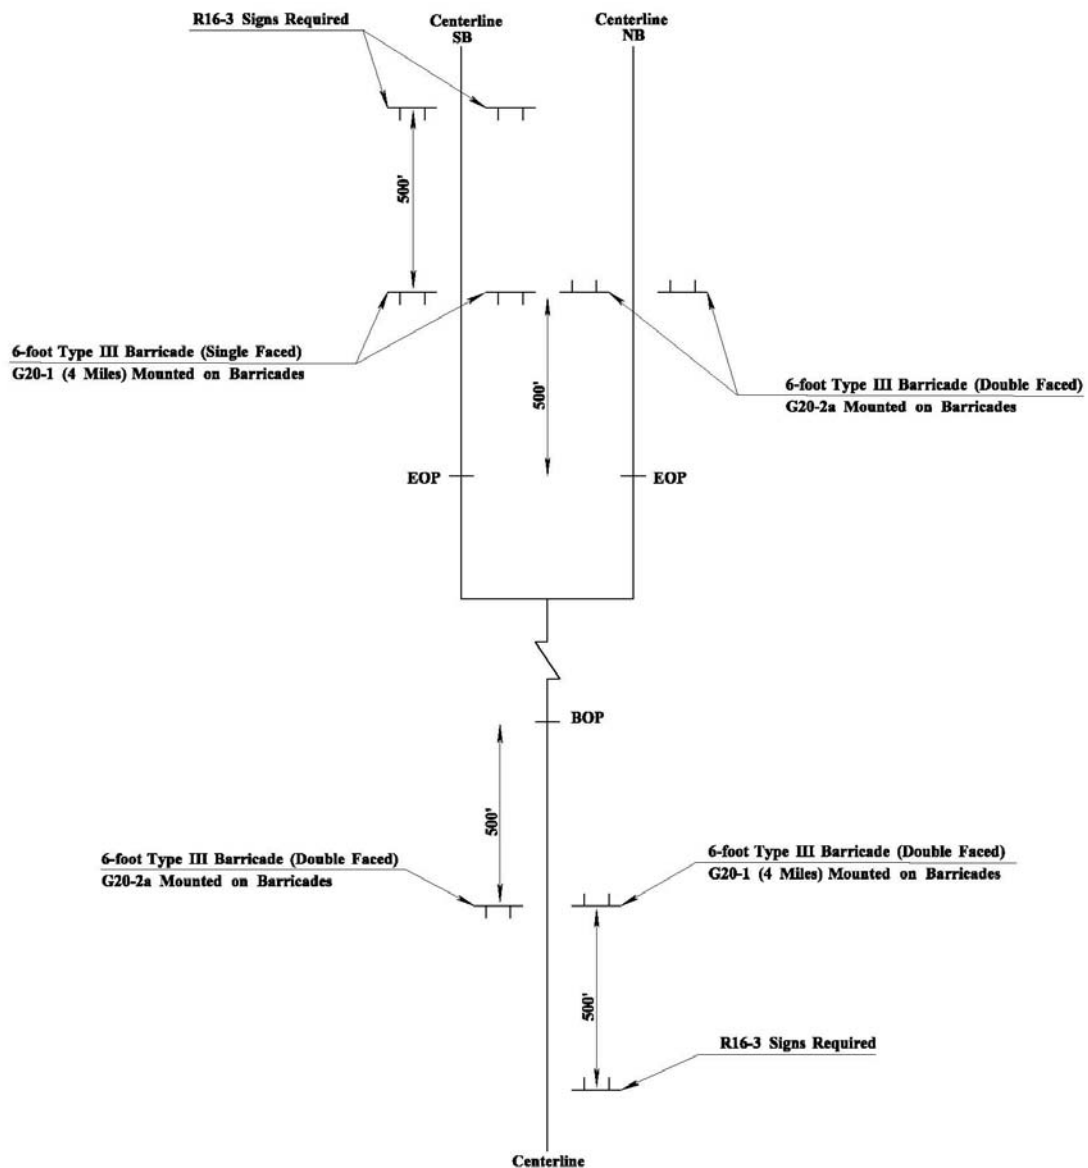 R16-3 Signs Required
Centerline
SB
Centerline
NB
500'
6-foot Type III Barricade (Single Faced)
G20-1 (4 Miles) Mounted on Barricades
500'
6-foot Type III Barricade (Double Faced)
G20-2a Mounted on Barricades
EOP
EOP
BOP
500'
6-foot Type III Barricade (Double Faced)
G20-2a Mounted on Barricades
6-foot Type III Barricade (Double Faced)
G20-1 (4 Miles) Mounted on Barricades
500'
R16-3 Signs Required
Centerline